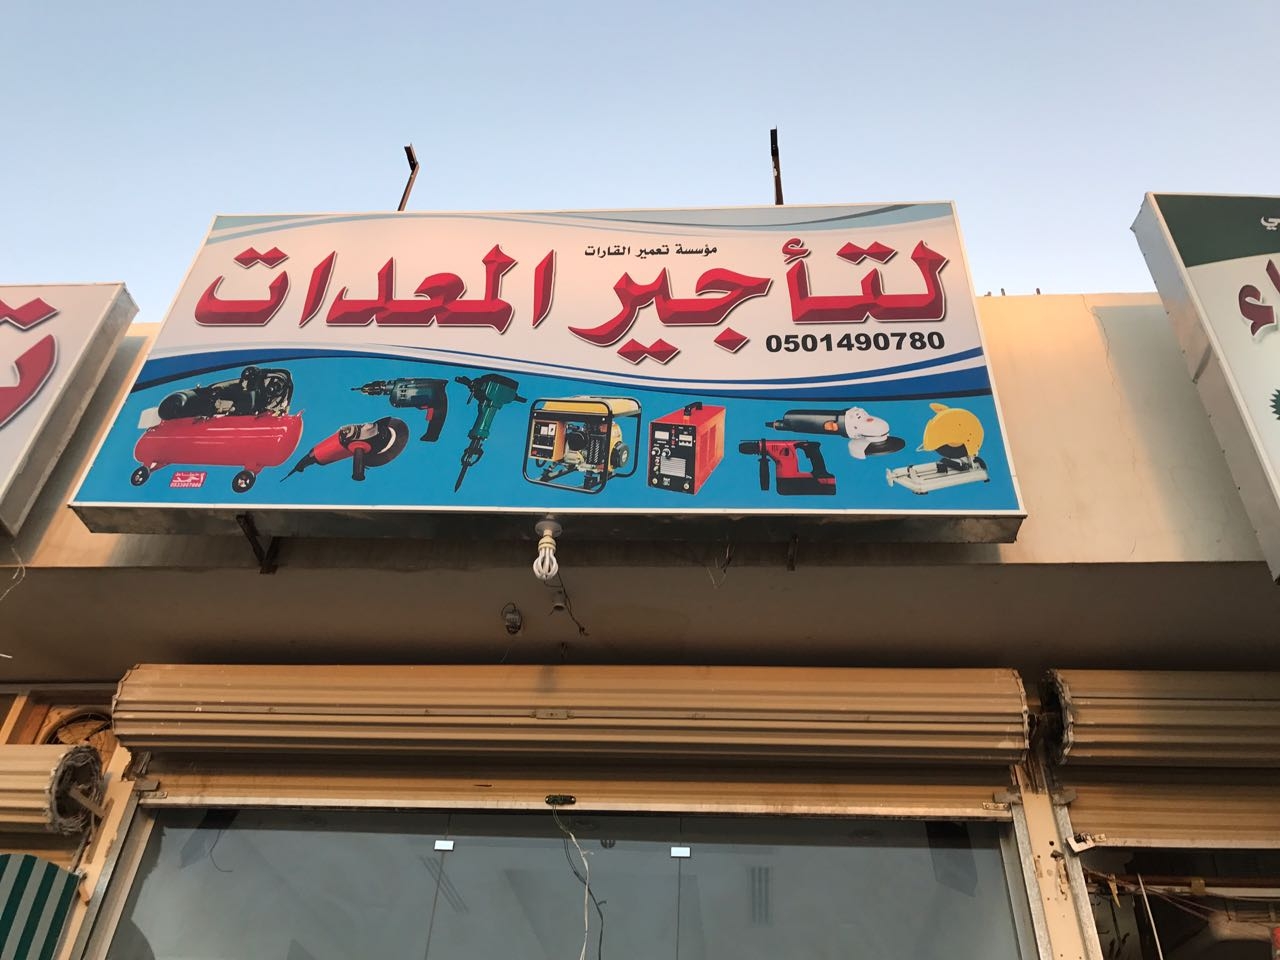 مؤسسة تعمير القارات
لتأجير المعدات
0501490780